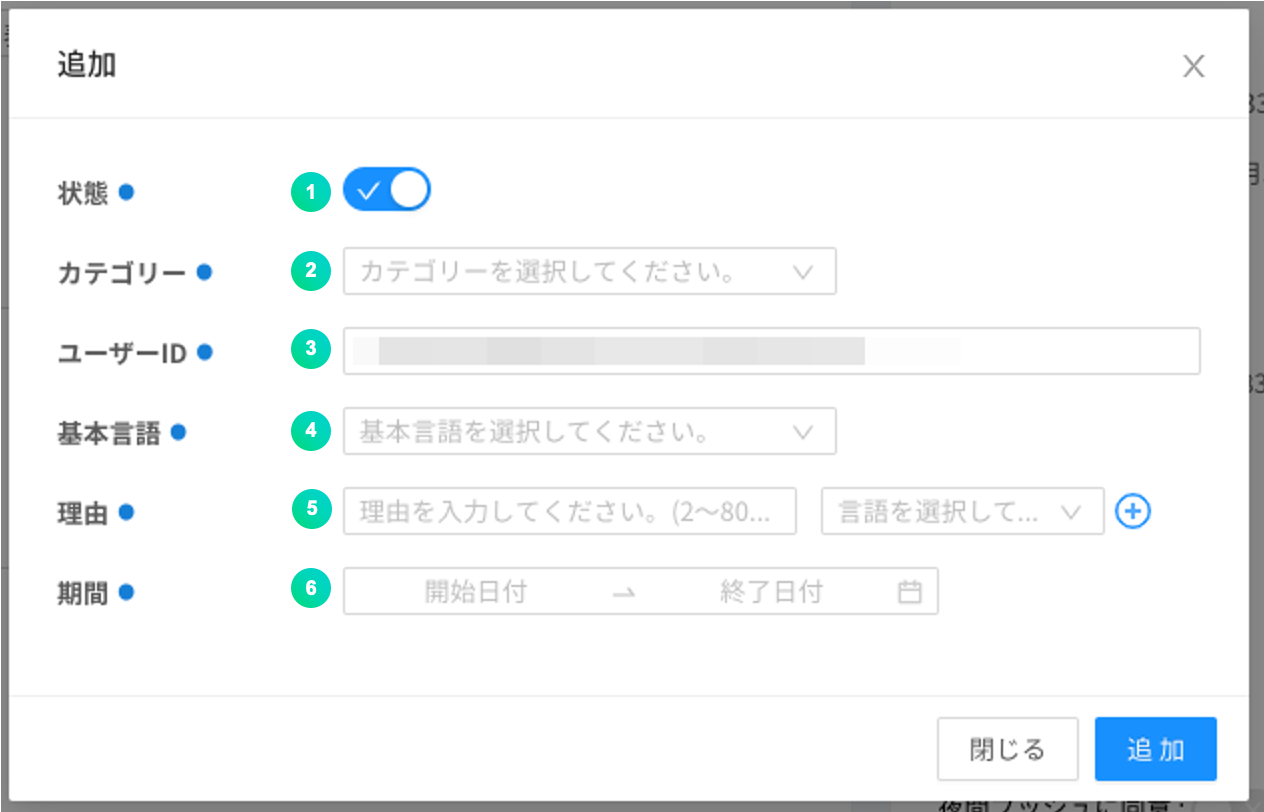 追加
状態 1
カテゴリー 2 カテゴリーを選択してください。
ユーザーID 3
基本言語 4 基本言語を選択してください。
理由 5 理由を入力してください。(2〜80... 言語を選択して...
期間 6 開始日付 → 終了日付
閉じる 追加